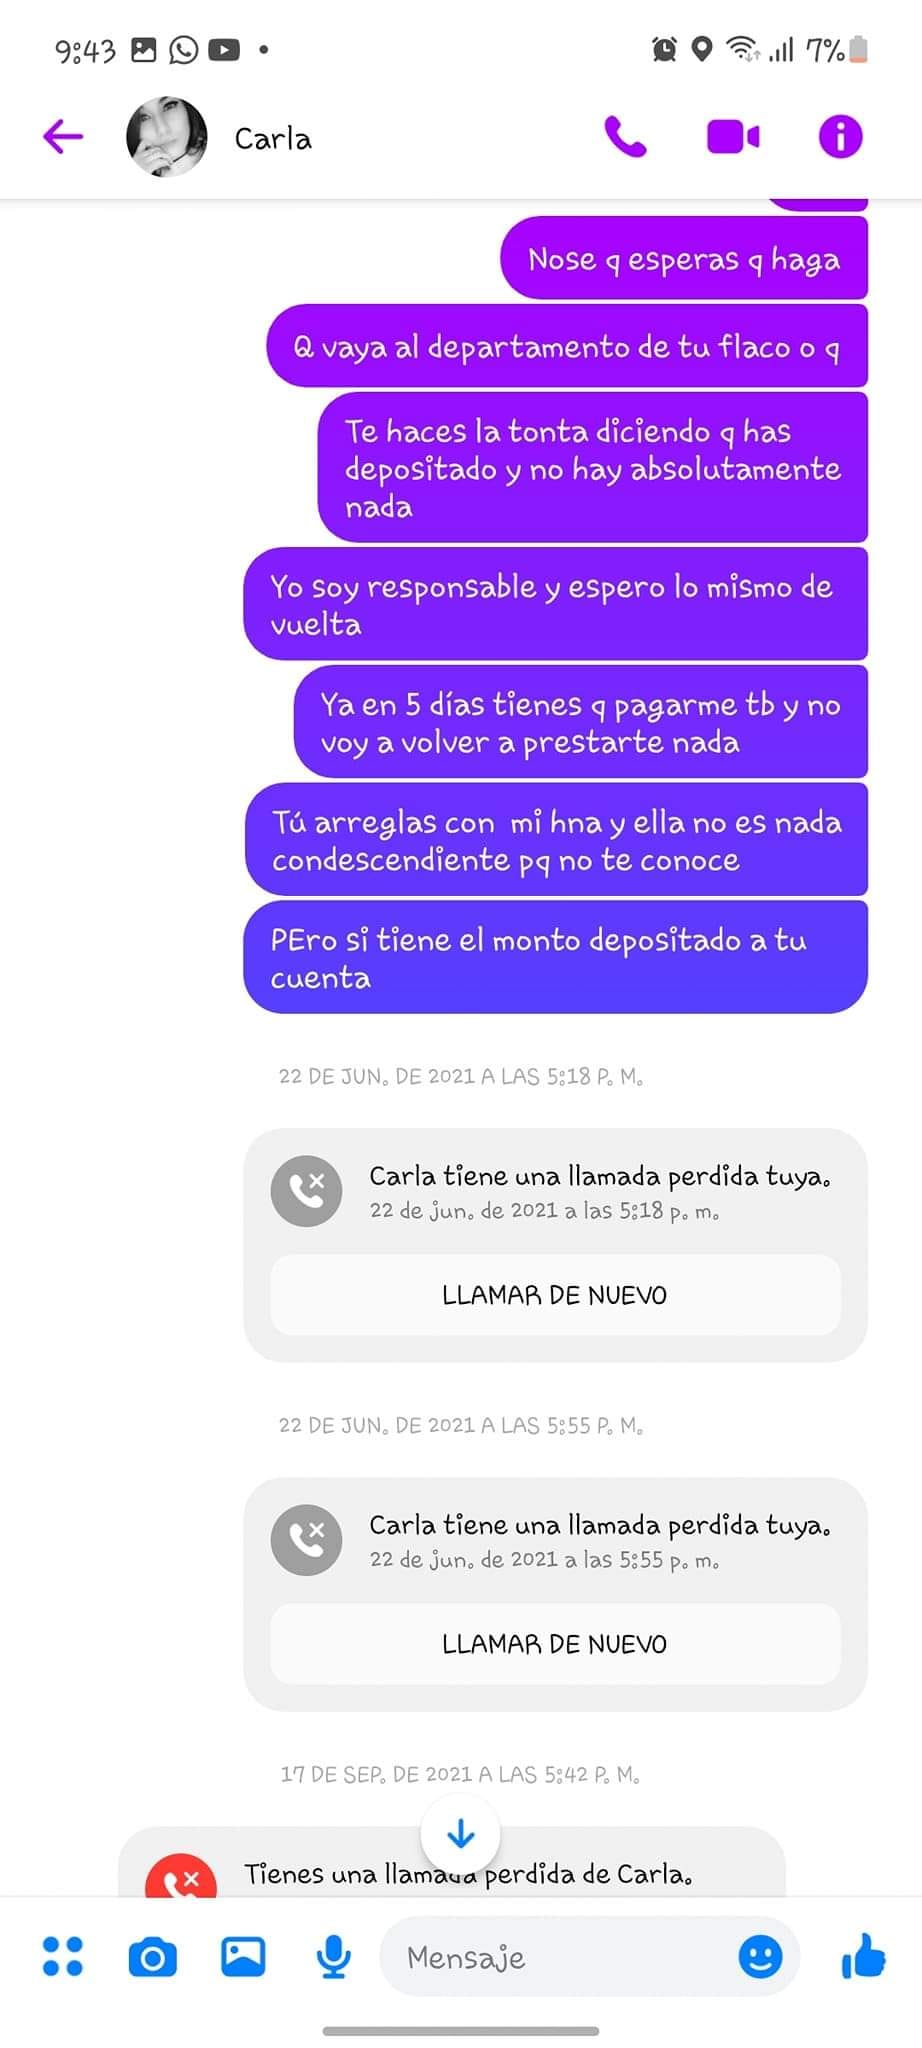 9:43
7%
Carla
Nose q esperas q haga
Q vaya al departamento de tu flaco o q
Te haces la tonta diciendo q has
depositado y no hay absolutamente
nada
Yo soy responsable y espero lo mismo de
vuelta
Ya en 5 días tienes q pagarme tb y no
voy a volver a prestarte nada
Tú arreglas con mi hna y ella no es nada
condescendiente pq no te conoce
PEro si tiene el monto depositado a tu
cuenta
22 DE JUN. DE 2021 A LAS 5:18 P. M.
Carla tiene una llamada perdida tuya.
22 de jun. de 2021 a las 5:18 p. m.
LLAMAR DE NUEVO
22 DE JUN. DE 2021 A LAS 5:55 P. M.
Carla tiene una llamada perdida tuya.
22 de jun. de 2021 a las 5:55 p. m.
LLAMAR DE NUEVO
17 DE SEP. DE 2021 A LAS 5:42 P. M.
Tienes una llamada perdida de Carla.
Mensaje